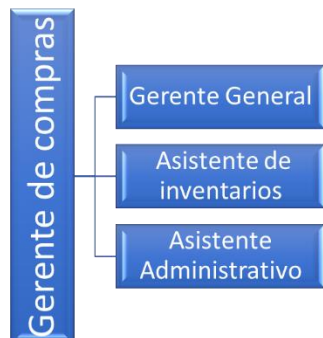 Gerente de compras
Gerente General
Asistente de
inventarios
Asistente
Administrativo